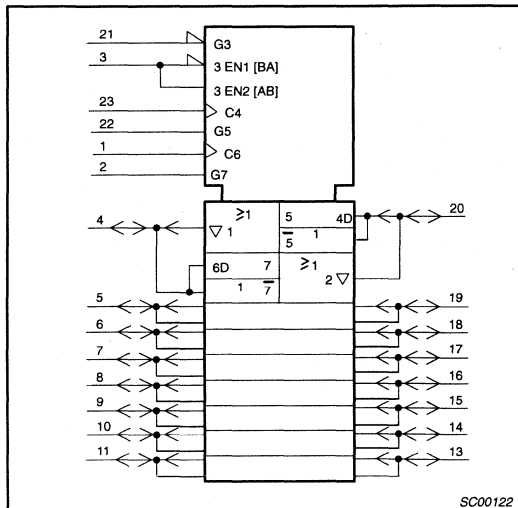 21 G3
3 3 EN1 [BA]
3 EN2 [AB]
23 C4
22 G5
1 C6
2 G7
4 ≥1 5 4D 20
▽ 1 5̅ 1
6D 7 ≥1
1 7̅ 2 ▽
5 19
6 18
7 17
8 16
9 15
10 14
11 13
SC00122